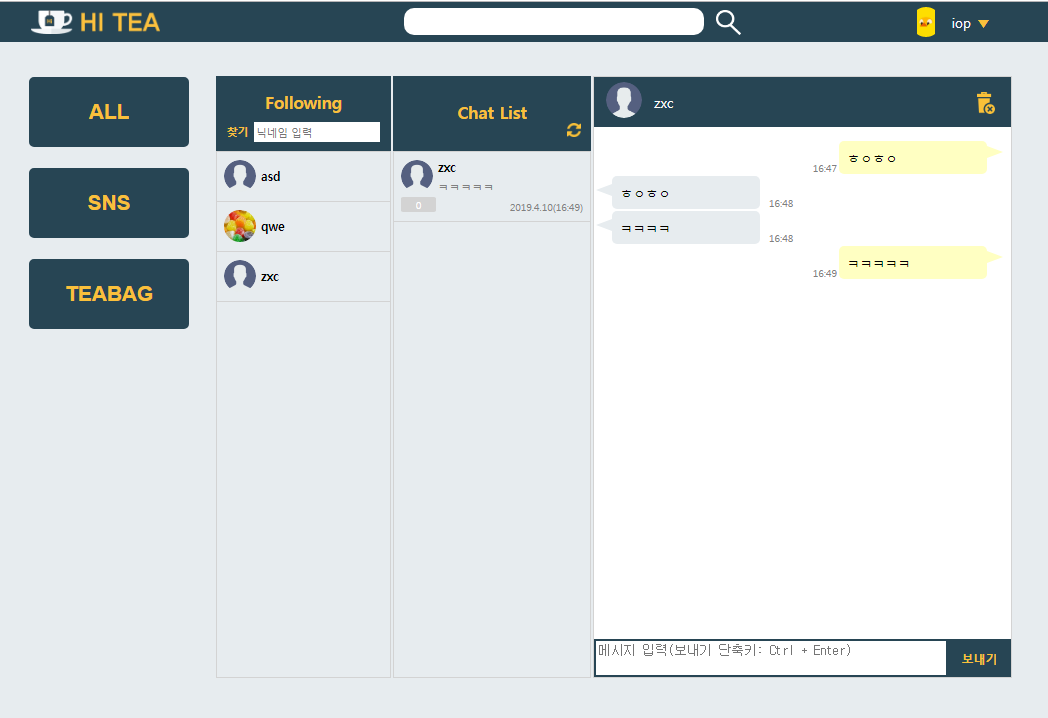 HI TEA
iop
ALL
SNS
TEABAG
Following
찾기 닉네임 입력
asd
qwe
zxc
Chat List
zxc
ㅋㅋㅋㅋㅋ
0 2019.4.10(16:49)
zxc
16:47 ㅎㅇㅎㅇ
ㅎㅇㅎㅇ 16:48
ㅋㅋㅋㅋ 16:48
16:49 ㅋㅋㅋㅋㅋ
메시지 입력(보내기 단축키: Ctrl + Enter)
보내기